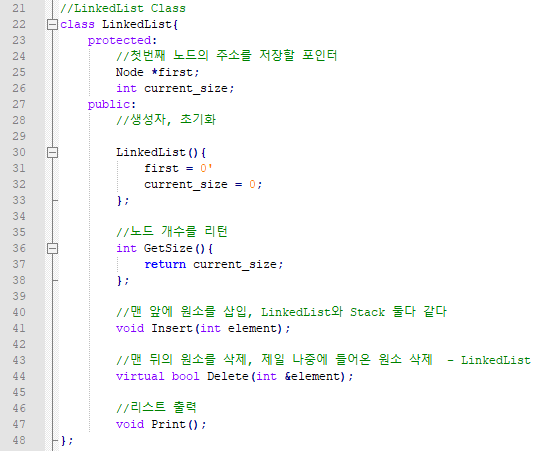 21 //LinkedList Class
22 class LinkedList{
23 protected:
24 //첫번째 노드의 주소를 저장할 포인터
25 Node *first;
26 int current_size;
27 public:
28 //생성자, 초기화
29
30 LinkedList(){
31 first = 0'
32 current_size = 0;
33 };
34
35 //노드 개수를 리턴
36 int GetSize(){
37 return current_size;
38 };
39
40 //맨 앞에 원소를 삽입, LinkedList와 Stack 둘다 같다
41 void Insert(int element);
42
43 //맨 뒤의 원소를 삭제, 제일 나중에 들어온 원소 삭제  - LinkedList
44 virtual bool Delete(int &element);
45
46 //리스트 출력
47 void Print();
48 };